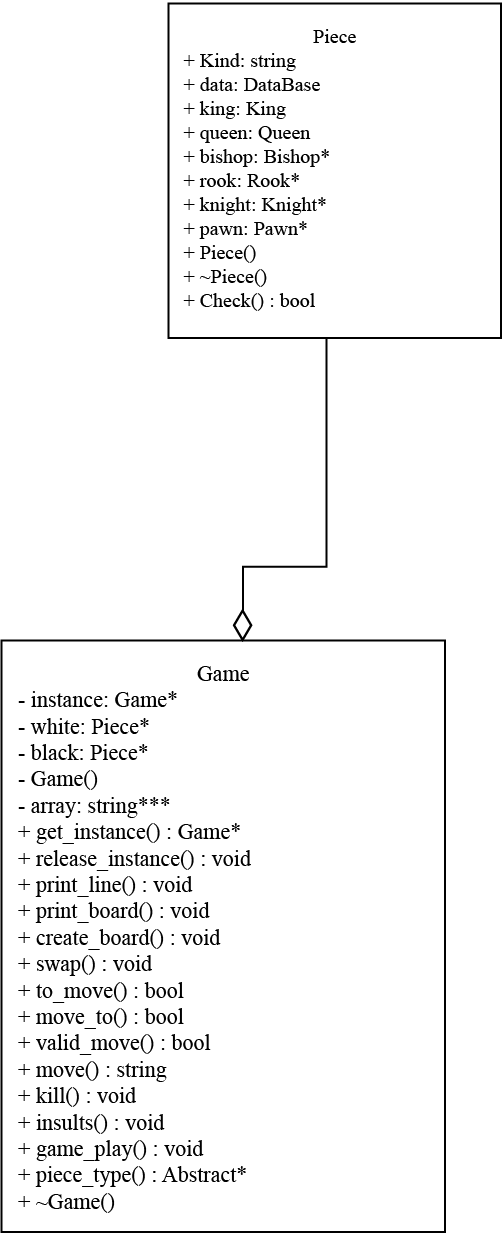 Piece
+ Kind: string
+ data: DataBase
+ king: King
+ queen: Queen
+ bishop: Bishop*
+ rook: Rook*
+ knight: Knight*
+ pawn: Pawn*
+ Piece()
+ ~Piece()
+ Check() : bool
Game
- instance: Game*
- white: Piece*
- black: Piece*
- Game()
- array: string***
+ get_instance() : Game*
+ release_instance() : void
+ print_line() : void
+ print_board() : void
+ create_board() : void
+ swap() : void
+ to_move() : bool
+ move_to() : bool
+ valid_move() : bool
+ move() : string
+ kill() : void
+ insults() : void
+ game_play() : void
+ piece_type() : Abstract*
+ ~Game()